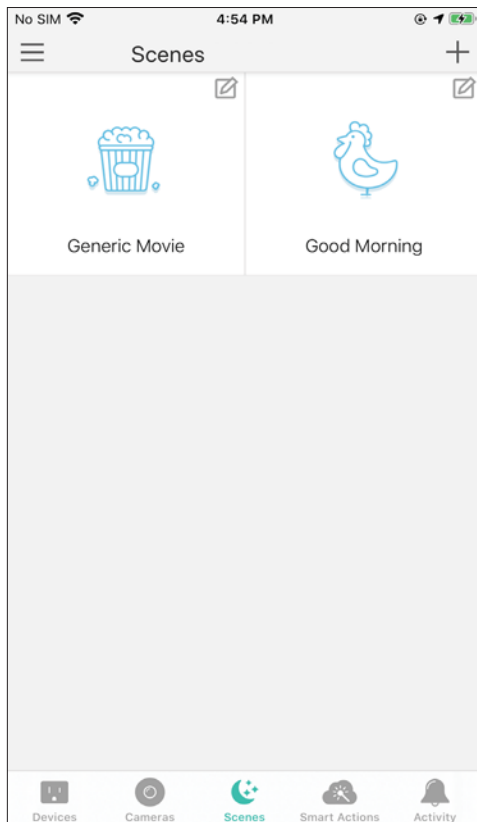 No SIM 4:54 PM
Scenes
Generic Movie Good Morning
Devices Cameras Scenes Smart Actions Activity